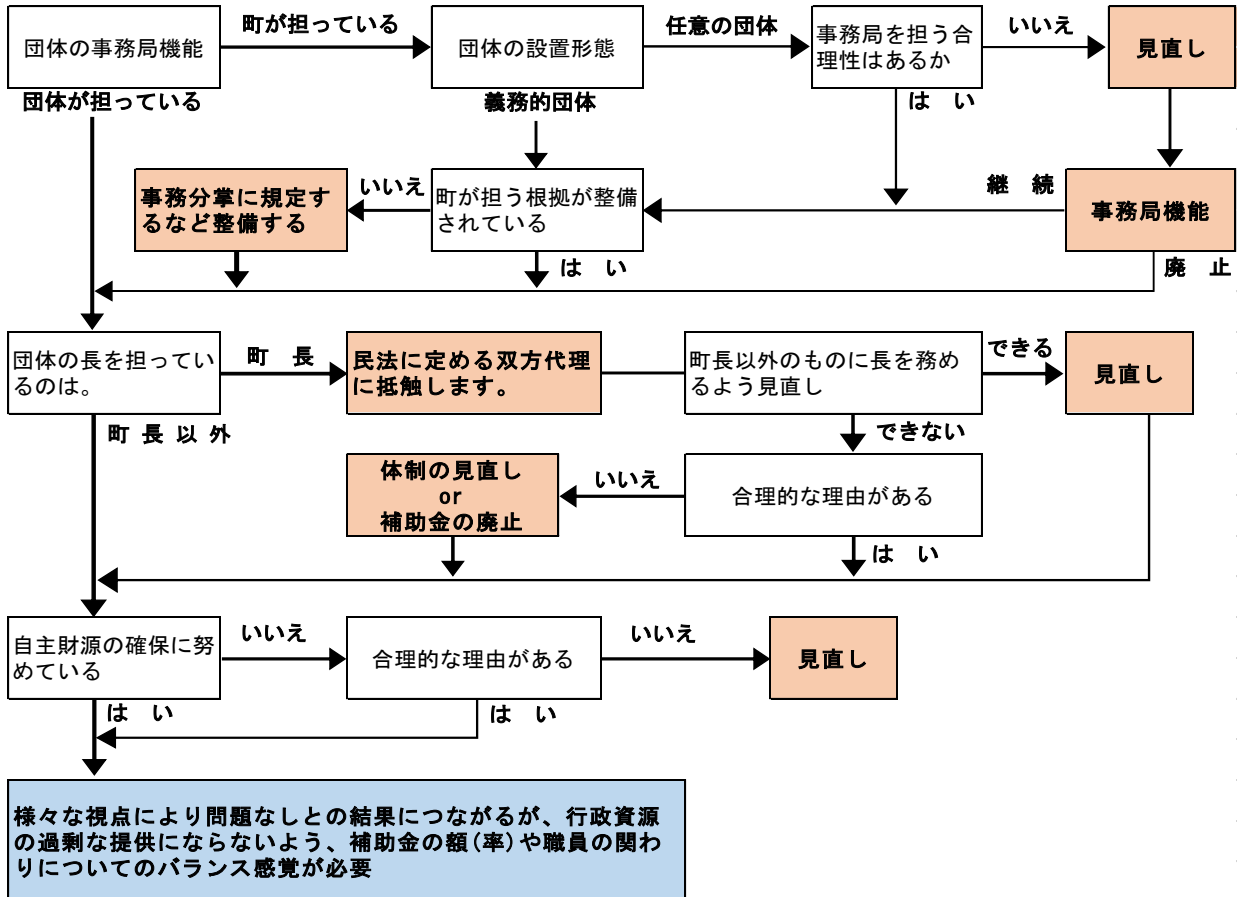 団体の事務局機能
町が担っている
団体の設置形態
任意の団体
事務局を担う合
理性はあるか
いいえ
見直し
団体が担っている
義務的団体
は い
事務分掌に規定す
るなど整備する
いいえ
町が担う根拠が整備
されている
継 続
事務局機能
は い
廃 止
団体の長を担ってい
るのは。
町 長
民法に定める双方代理
に抵触します。
町長以外のものに長を務め
るよう見直し
できる
見直し
町 長 以 外
できない
体制の見直し
or
補助金の廃止
いいえ
合理的な理由がある
は い
自主財源の確保に努
めている
いいえ
合理的な理由がある
いいえ
見直し
は い
は い
様々な視点により問題なしとの結果につながるが、行政資源
の過剰な提供にならないよう、補助金の額(率)や職員の関わ
りについてのバランス感覚が必要